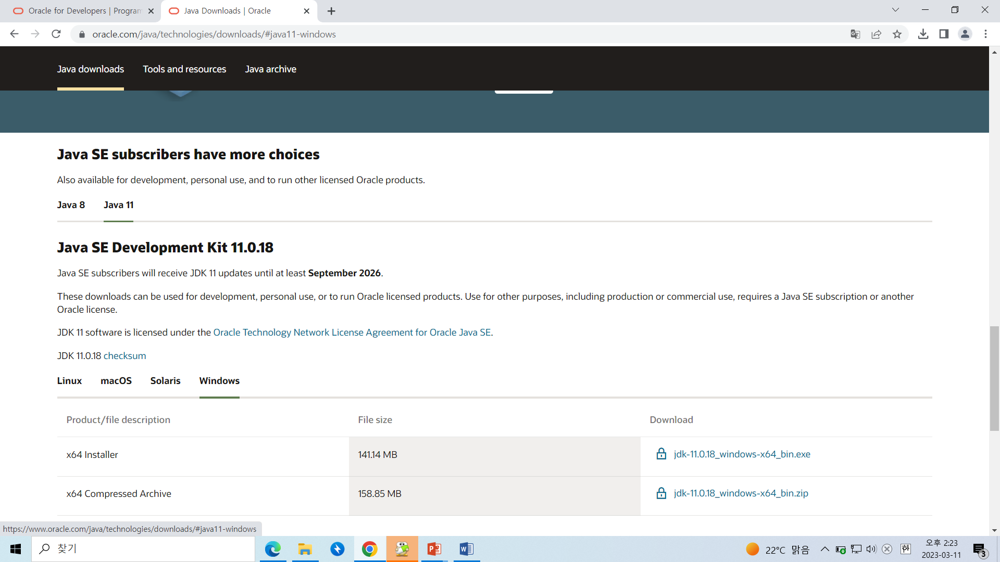 Oracle for Developers | Program
Java Downloads | Oracle
oracle.com/java/technologies/downloads/#java11-windows
Java downloads
Tools and resources
Java archive
Java SE subscribers have more choices
Also available for development, personal use, and to run other licensed Oracle products.
Java 8
Java 11
Java SE Development Kit 11.0.18
Java SE subscribers will receive JDK 11 updates until at least September 2026.
These downloads can be used for development, personal use, or to run Oracle licensed products. Use for other purposes, including production or commercial use, requires a Java SE subscription or another
Oracle license.
JDK 11 software is licensed under the Oracle Technology Network License Agreement for Oracle Java SE.
JDK 11.0.18 checksum
Linux
macOS
Solaris
Windows
Product/file description
File size
Download
x64 Installer
141.14 MB
jdk-11.0.18_windows-x64_bin.exe
x64 Compressed Archive
158.85 MB
jdk-11.0.18_windows-x64_bin.zip
https://www.oracle.com/java/technologies/downloads/#java11-windows
찾기
22°C 맑음
한
오후 2:23
2023-03-11
3